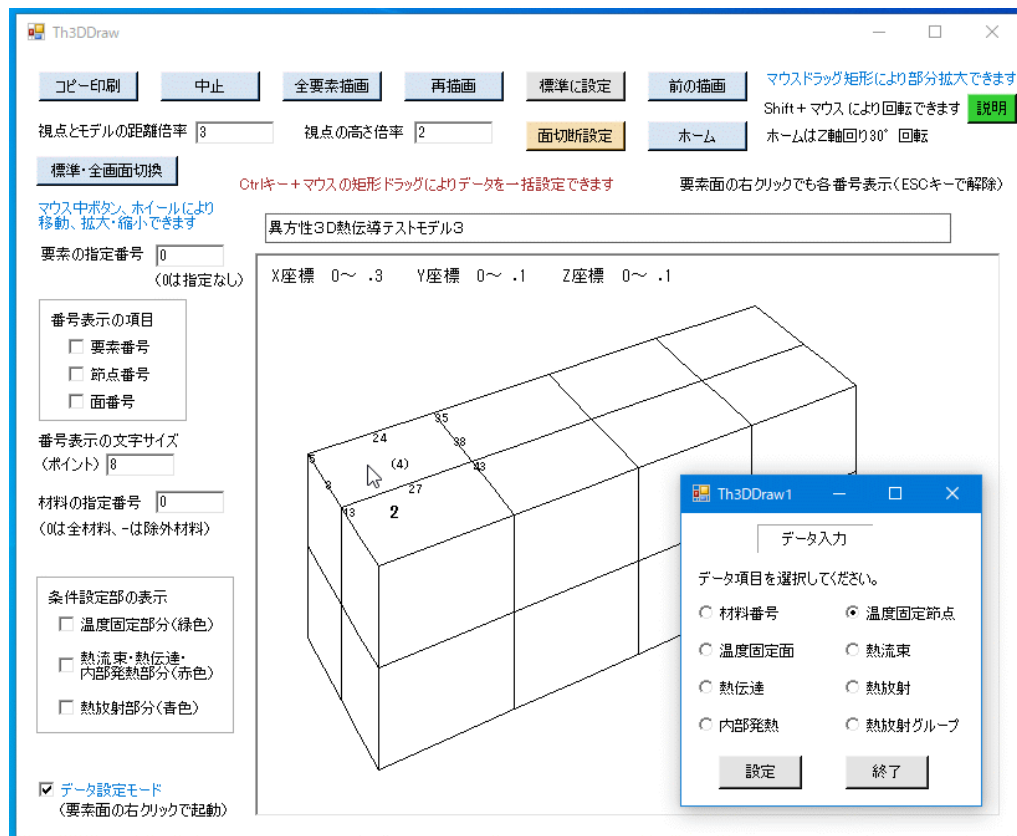 Th3DDraw
コピー印刷 中止 全要素描画 再描画 標準に設定 前の描画 マウスドラッグ矩形により部分拡大できます
Shift+マウス により回転できます 説明
視点とモデルの距離倍率 3 視点の高さ倍率 2 面切断設定 ホーム ホームはZ軸回り30° 回転
標準・全画面切換
Ctrlキー+マウスの矩形ドラッグによりデータを一括設定できます 要素面の右クリックでも各番号表示(ESCキーで解除)
マウス中ボタン、ホイールにより
移動、拡大・縮小できます
異方性3D熱伝導テストモデル3
要素の指定番号 0
(0は指定なし)
X座標 0~ .3 Y座標 0~ .1 Z座標 0~ .1
番号表示の項目
要素番号
節点番号
面番号
番号表示の文字サイズ
(ポイント) 8
材料の指定番号 0
(0は全材料、-は除外材料)
条件設定部の表示
温度固定部分(緑色)
熱流束・熱伝達・
内部発熱部分(赤色)
熱放射部分(青色)
データ設定モード
(要素面の右クリックで起動)
35
24
38
5
(4)
43
3
27
13
2
Th3DDraw1
データ入力
データ項目を選択してください。
材料番号 温度固定節点
温度固定面 熱流束
熱伝達 熱放射
内部発熱 熱放射グループ
設定 終了